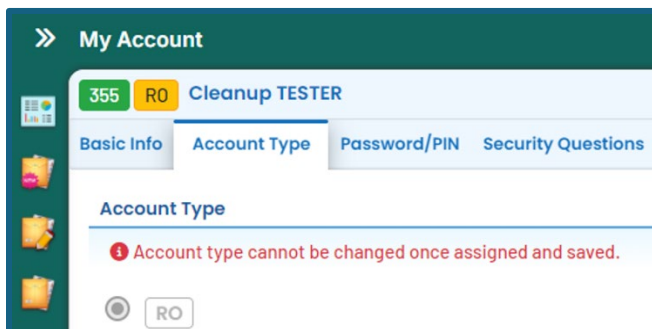 My Account
355 RO Cleanup TESTER
Basic Info Account Type Password/PIN Security Questions
Account Type
Account type cannot be changed once assigned and saved.
RO